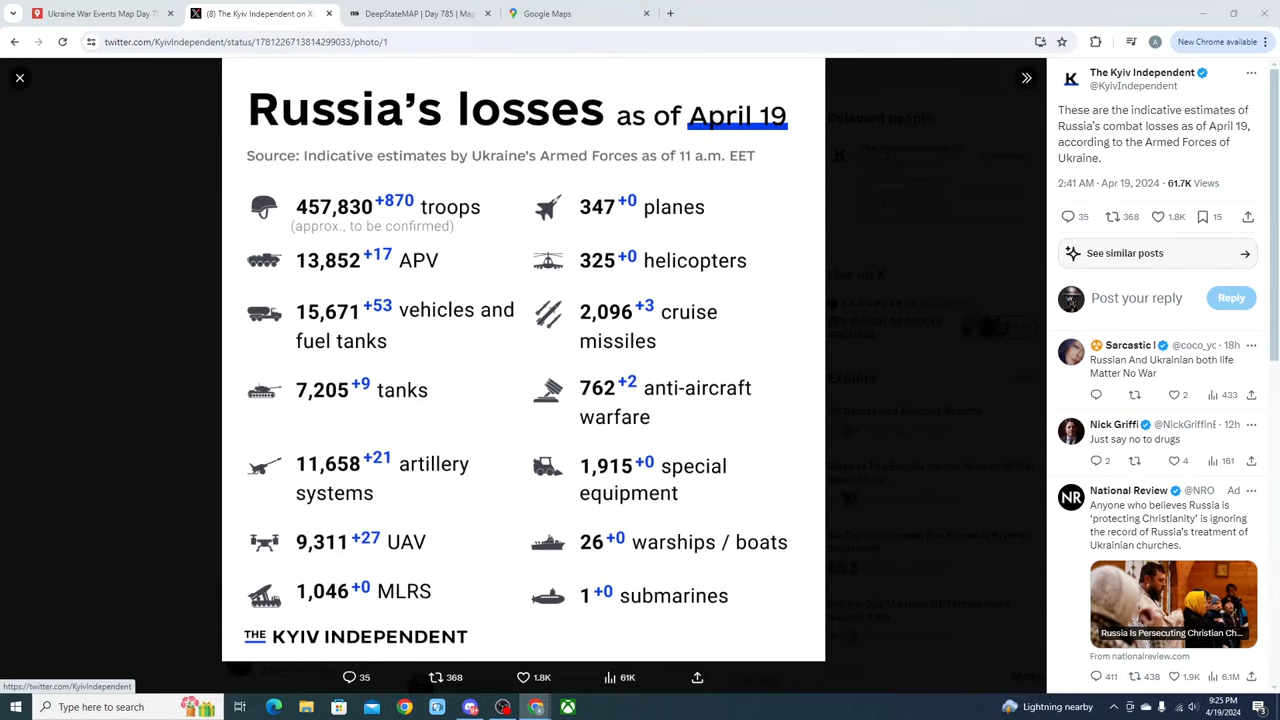 Ukraine War Events Map Day 7
(8) The Kyiv Independent on X
DeepStateMAP | Day 785 | Map
Google Maps
twitter.com/KyivIndependent/status/1781226713814299033/photo/1
New Chrome available
Russia's losses as of April 19
Source: Indicative estimates by Ukraine's Armed Forces as of 11 a.m. EET
457,830 +870 troops
(approx., to be confirmed)
13,852 +17 APV
15,671 +53 vehicles and
fuel tanks
7,205 +9 tanks
11,658 +21 artillery
systems
9,311 +27 UAV
1,046 +0 MLRS
347 +0 planes
325 +0 helicopters
2,096 +3 cruise
missiles
762 +2 anti-aircraft
warfare
1,915 +0 special
equipment
26 +0 warships / boats
1 +0 submarines
THE KYIV INDEPENDENT
35 368 1.8K 61K
https://twitter.com/KyivIndependent
Relevant people
Live on X
Explore
K The Kyiv Independent
@KyivIndependent
These are the indicative estimates of
Russia's combat losses as of April 19,
according to the Armed Forces of
Ukraine.
2:41 AM · Apr 19, 2024 · 61.7K Views
35 368 1.8K 15
See similar posts
Post your reply
Reply
Sarcastic @coco_yc · 18h
Russian And Ukrainian both life
Matter No War
2 433
Nick Griffi @NickGriffinE · 12h
Just say no to drugs
2 4 161
NR National Review @NRO Ad
Anyone who believes Russia is
'protecting Christianity' is ignoring
the record of Russia's treatment of
Ukrainian churches.
Russia Is Persecuting Christian Ch...
From nationalreview.com
411 438 1.9K 6.1M
Type here to search
Lightning nearby
9:25 PM
4/19/2024